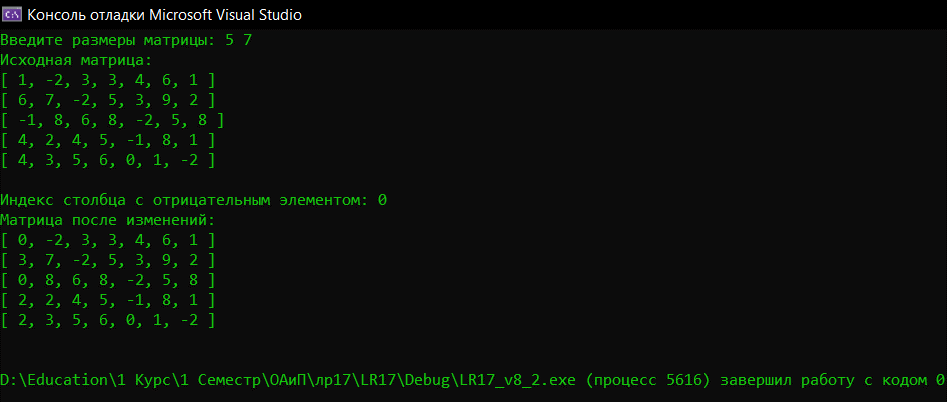 Консоль отладки Microsoft Visual Studio
Введите размеры матрицы: 5 7
Исходная матрица:
[ 1, -2, 3, 3, 4, 6, 1 ]
[ 6, 7, -2, 5, 3, 9, 2 ]
[ -1, 8, 6, 8, -2, 5, 8 ]
[ 4, 2, 4, 5, -1, 8, 1 ]
[ 4, 3, 5, 6, 0, 1, -2 ]
Индекс столбца с отрицательным элементом: 0
Матрица после изменений:
[ 0, -2, 3, 3, 4, 6, 1 ]
[ 3, 7, -2, 5, 3, 9, 2 ]
[ 0, 8, 6, 8, -2, 5, 8 ]
[ 2, 2, 4, 5, -1, 8, 1 ]
[ 2, 3, 5, 6, 0, 1, -2 ]
D:\Education\1 Курс\1 Семестр\ОАиП\лр17\LR17\Debug\LR17_v8_2.exe (процесс 5616) завершил работу с кодом 0